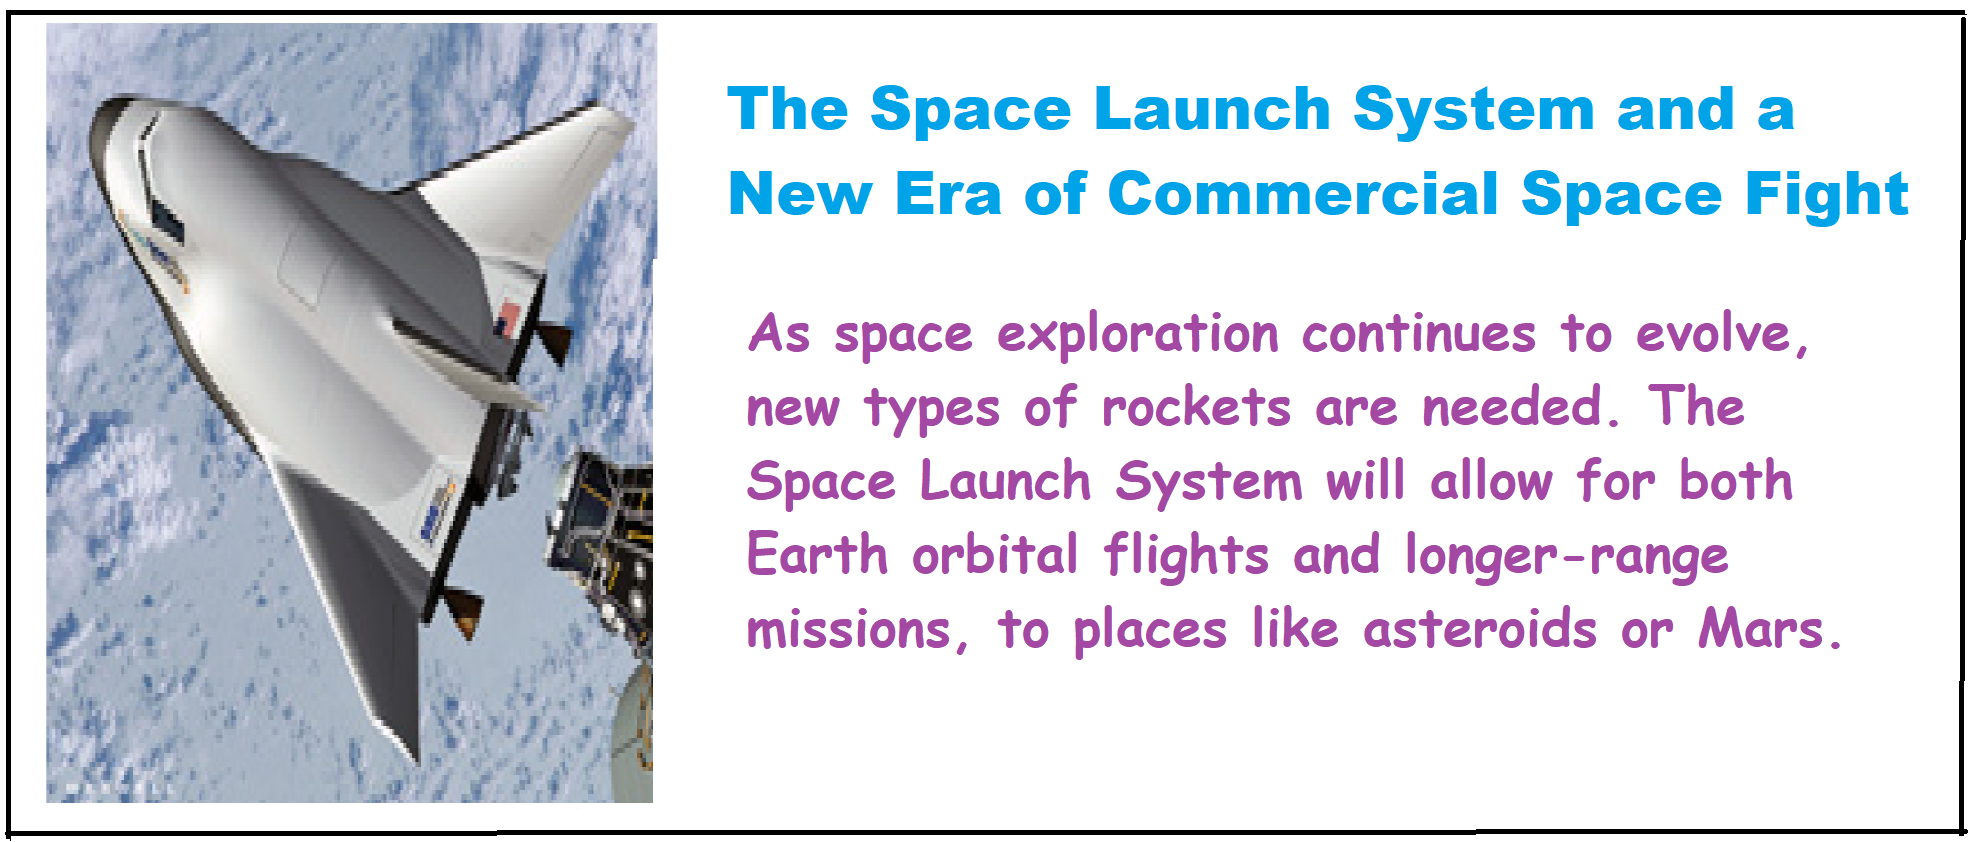 The Space Launch System and a
New Era of Commercial Space Fight
As space exploration continues to evolve,
new types of rockets are needed. The
Space Launch System will allow for both
Earth orbital flights and longer-range
missions, to places like asteroids or Mars.